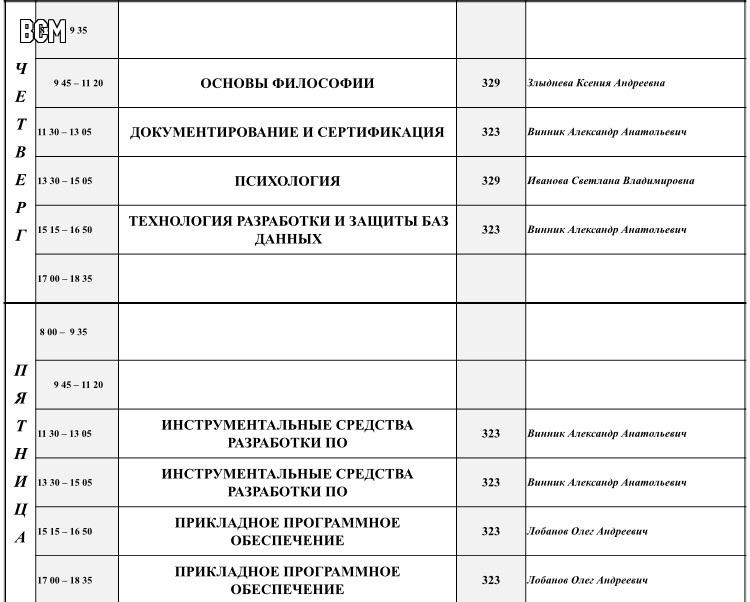 ВСМ 9 35
ЧЕТВЕРГ
9 45 – 11 20 ОСНОВЫ ФИЛОСОФИИ 329 Злыднева Ксения Андреевна
11 30 – 13 05 ДОКУМЕНТИРОВАНИЕ И СЕРТИФИКАЦИЯ 323 Винник Александр Анатольевич
13 30 – 15 05 ПСИХОЛОГИЯ 329 Иванова Светлана Владимировна
15 15 – 16 50 ТЕХНОЛОГИЯ РАЗРАБОТКИ И ЗАЩИТЫ БАЗ
ДАННЫХ 323 Винник Александр Анатольевич
17 00 – 18 35
ПЯТНИЦА
8 00 – 9 35
9 45 – 11 20
11 30 – 13 05 ИНСТРУМЕНТАЛЬНЫЕ СРЕДСТВА
РАЗРАБОТКИ ПО 323 Винник Александр Анатольевич
13 30 – 15 05 ИНСТРУМЕНТАЛЬНЫЕ СРЕДСТВА
РАЗРАБОТКИ ПО 323 Винник Александр Анатольевич
15 15 – 16 50 ПРИКЛАДНОЕ ПРОГРАММНОЕ
ОБЕСПЕЧЕНИЕ 323 Лобанов Олег Андреевич
17 00 – 18 35 ПРИКЛАДНОЕ ПРОГРАММНОЕ
ОБЕСПЕЧЕНИЕ 323 Лобанов Олег Андреевич